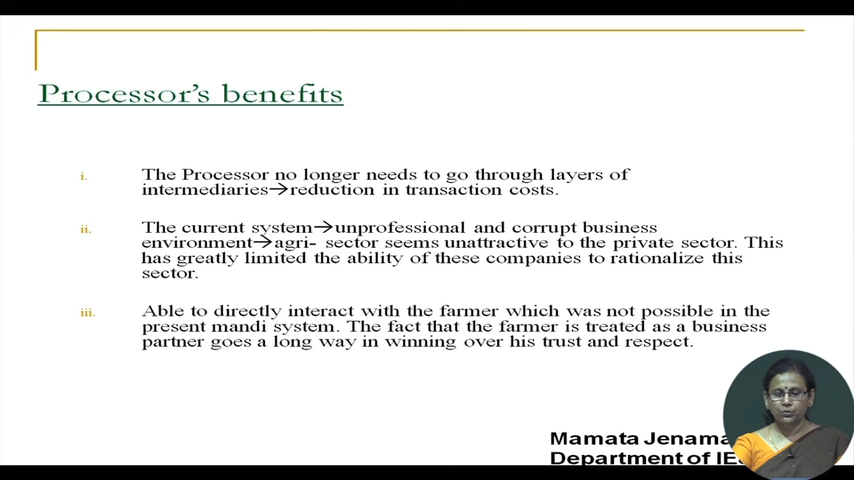 Processor's benefits
i. The Processor no longer needs to go through layers of
intermediaries→reduction in transaction costs.
ii. The current system→unprofessional and corrupt business
environment→agri- sector seems unattractive to the private sector. This
has greatly limited the ability of these companies to rationalize this
sector.
iii. Able to directly interact with the farmer which was not possible in the
present mandi system. The fact that the farmer is treated as a business
partner goes a long way in winning over his trust and respect.
Mamata Jenama
Department of